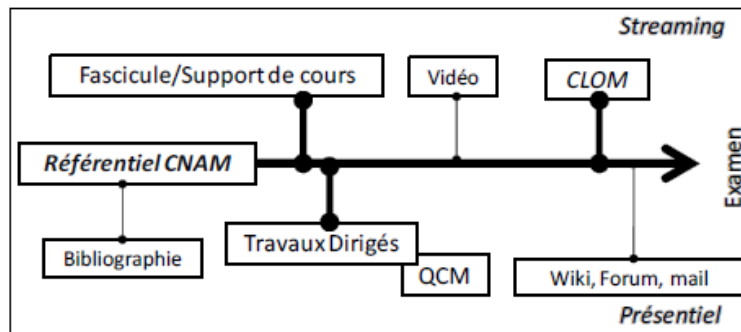 Streaming
Fascicule/Support de cours
Vidéo
CLOM
Référentiel CNAM
Examen
Bibliographie
Travaux Dirigés
QCM
Wiki, Forum, mail
Présentiel